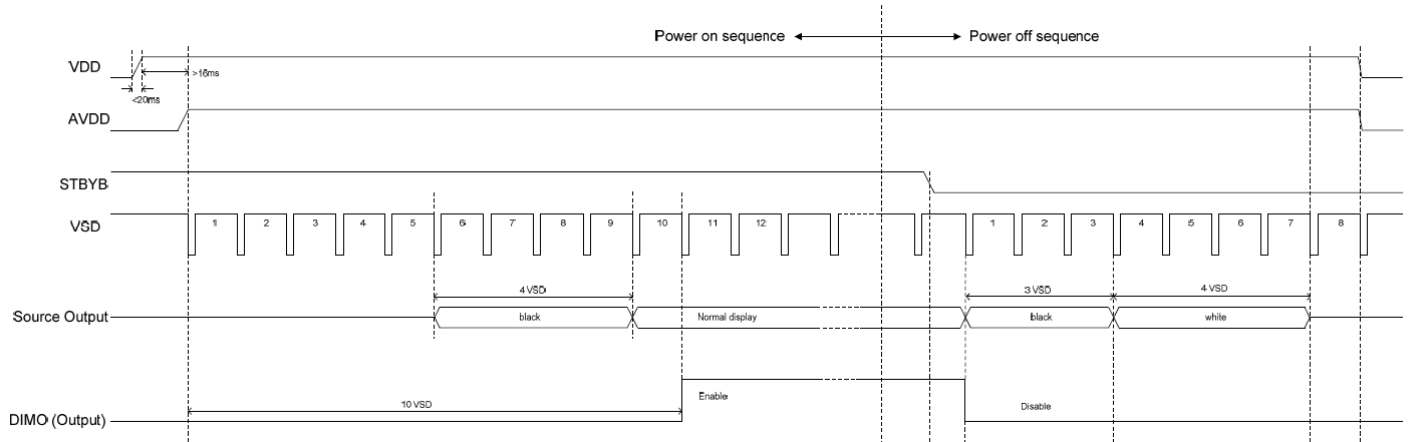 Power on sequence
Power off sequence
VDD
>16ms
<20ms
AVDD
STBYB
VSD
1 2 3 4 5 6 7 8 9 10 11 12 1 2 3 4 5 6 7 8
4 VSD
3 VSD
4 VSD
Source Output
black
Normal display
black
white
Enable
10 VSD
Disable
DIMO (Output)